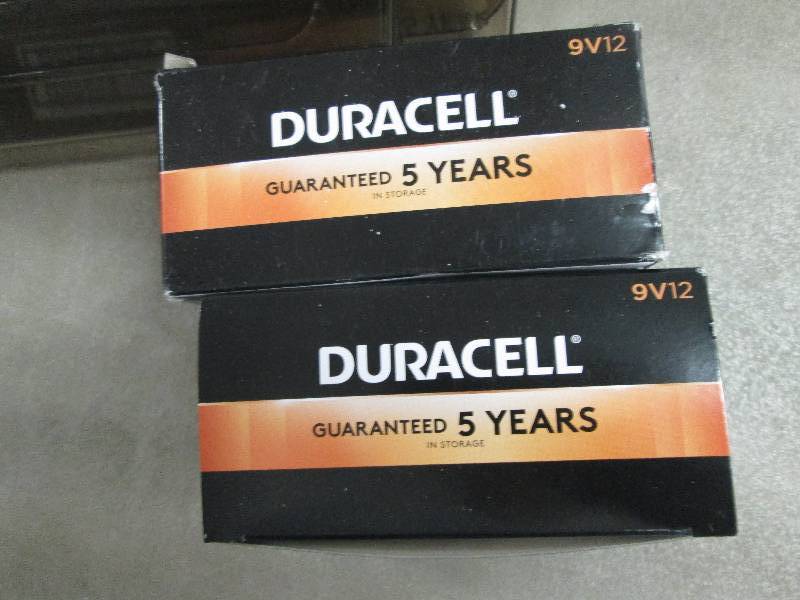 9V12
DURACELL®
GUARANTEED 5 YEARS
IN STORAGE
9V12
DURACELL®
GUARANTEED 5 YEARS
IN STORAGE